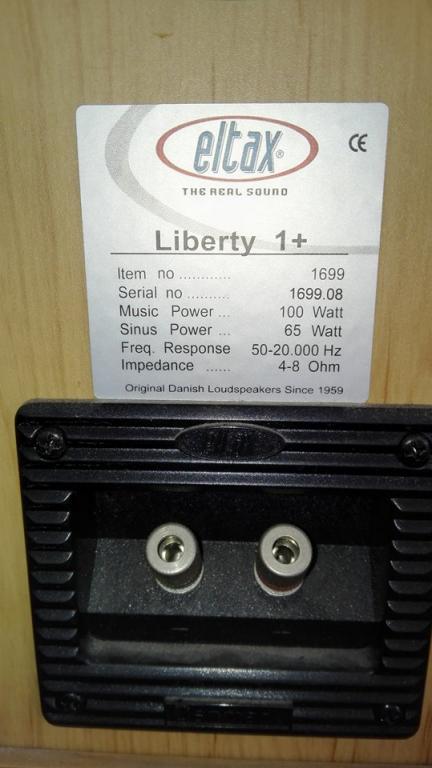 eltax®
CE
THE REAL SOUND
Liberty 1+
Item no ............ 1699
Serial no .......... 1699.08
Music Power ... 100 Watt
Sinus Power ... 65 Watt
Freq. Response 50-20.000 Hz
Impedance ...... 4-8 Ohm
Original Danish Loudspeakers Since 1959